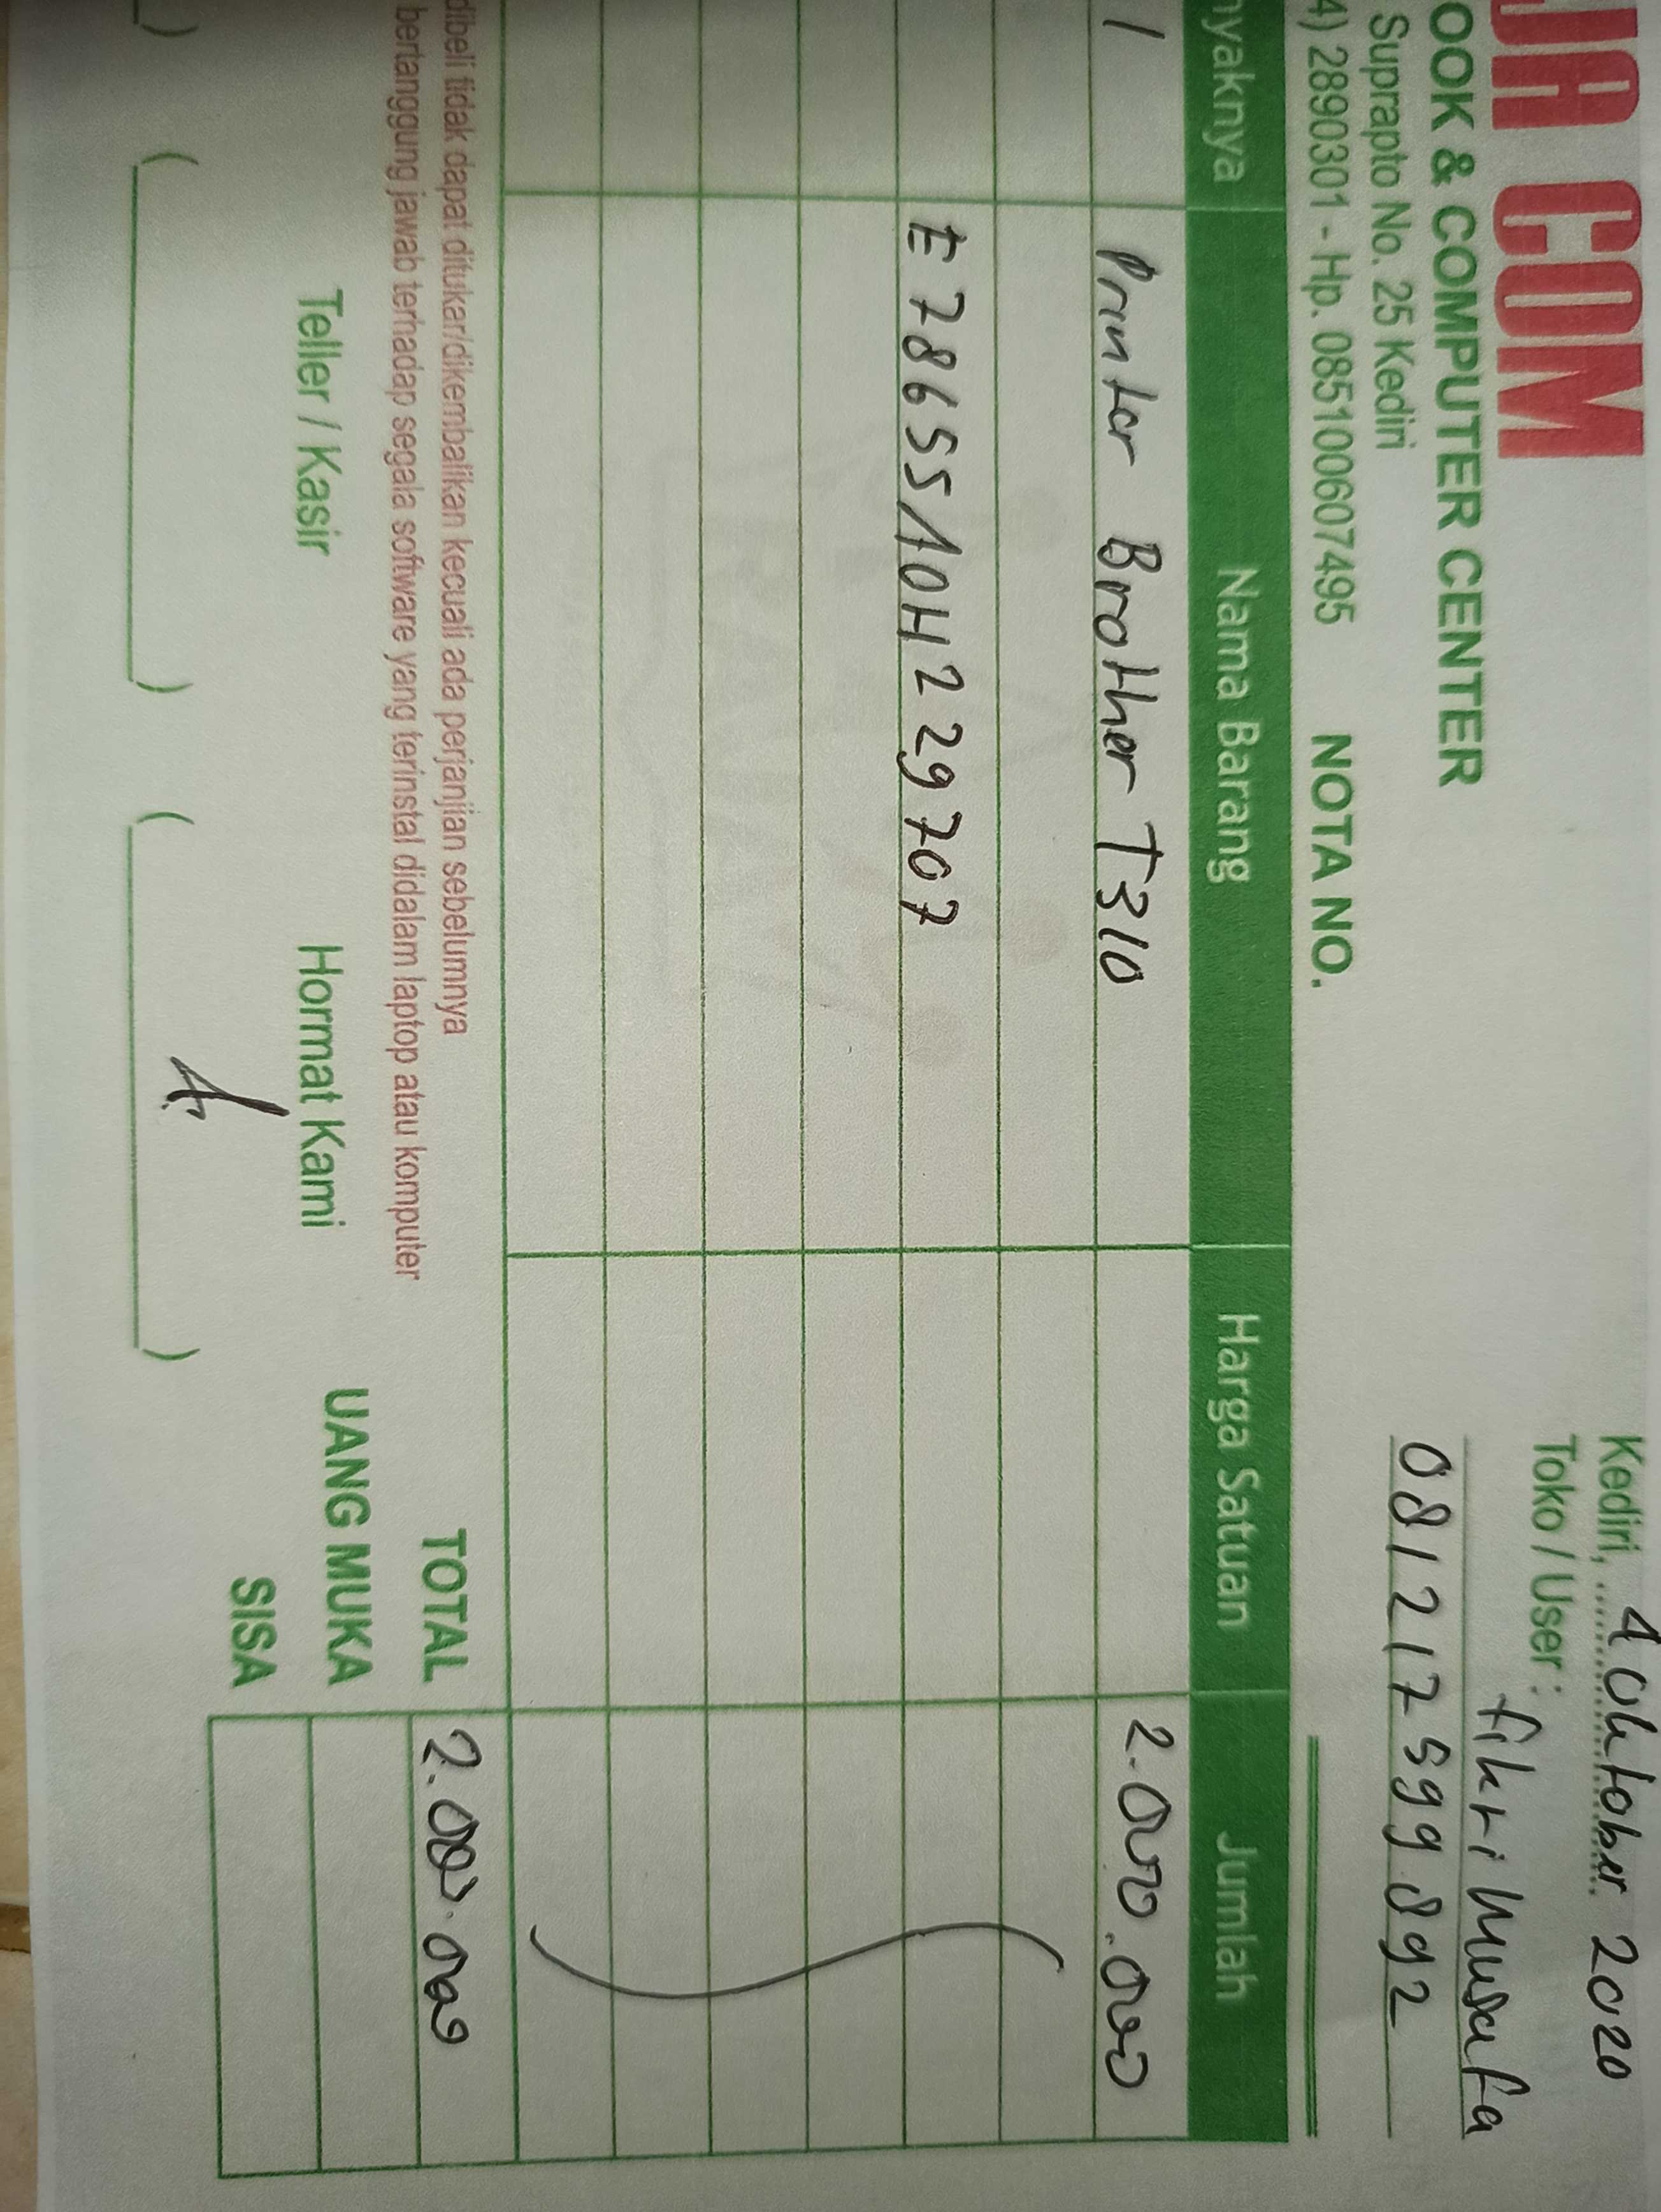 JA COM
OOK & COMPUTER CENTER
Suprapto No. 25 Kediri
4) 2890301 - Hp. 085100607495
NOTA NO.
Kediri, 4 Oktober 2020
Toko / User :
fikri Musafa
081217599892
nyaknya Nama Barang Harga Satuan Jumlah
1 Printer Brother T310 2.000.000
E78655A0H229707
dibeli tidak dapat ditukar/dikembalikan kecuali ada perjanjian sebelumnya
bertanggung jawab terhadap segala software yang terinstal didalam laptop atau komputer
TOTAL 2.000.000
UANG MUKA
SISA
Teller / Kasir Hormat Kami
) ( ) ( )